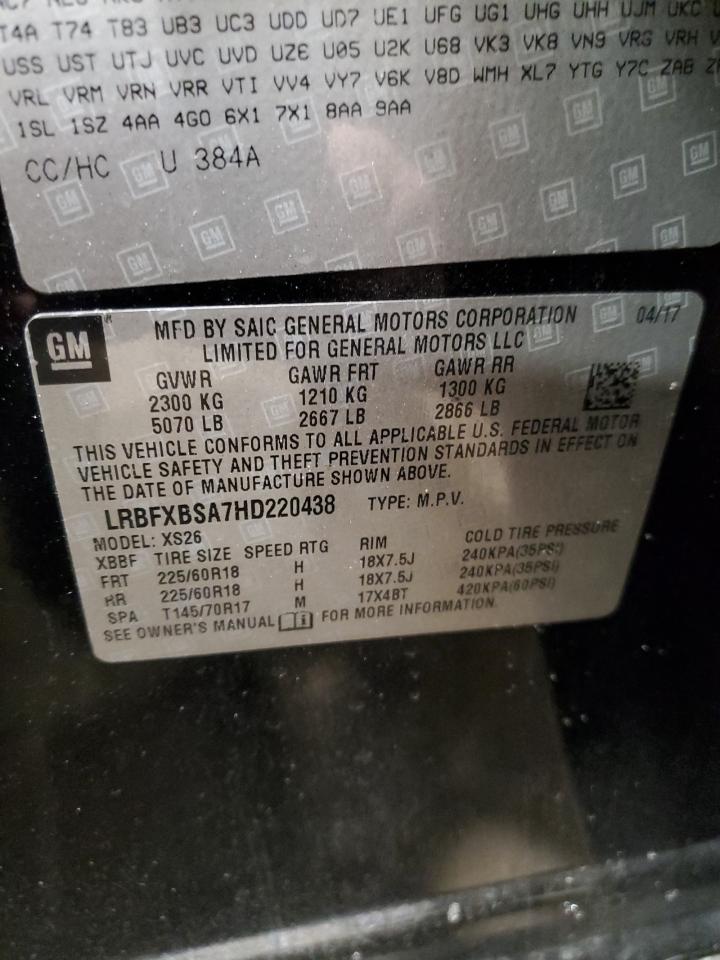 T4A T74 T83 UB3 UC3 UDD UD7 UE1 UFG UG1 UHG UHH UJM UKC
USS UST UTJ UVC UVD UZ6 U05 U2K U68 VK3 VK8 VN9 VRG VRH
VRL VRM VRN VRR VTI VV4 VY7 V6K V8D WMH XL7 YTG Y7C ZAB
1SL 1SZ 4AA 4G0 6X1 7X1 8AA 9AA
CC/HC U 384A
GM
MFD BY SAIC GENERAL MOTORS CORPORATION 04/17
LIMITED FOR GENERAL MOTORS LLC
GVWR GAWR FRT GAWR RR
2300 KG 1210 KG 1300 KG
5070 LB 2667 LB 2866 LB
THIS VEHICLE CONFORMS TO ALL APPLICABLE U.S. FEDERAL MOTOR
VEHICLE SAFETY AND THEFT PREVENTION STANDARDS IN EFFECT ON
THE DATE OF MANUFACTURE SHOWN ABOVE.
LRBFXBSA7HD220438 TYPE: M.P.V.
MODEL: XS26
XBBF TIRE SIZE SPEED RTG RIM COLD TIRE PRESSURE
FRT 225/60R18 H 18X7.5J 240KPA(35PSI)
RR 225/60R18 H 18X7.5J 240KPA(35PSI)
SPA T145/70R17 M 17X4BT 420KPA(60PSI)
SEE OWNER'S MANUAL FOR MORE INFORMATION.